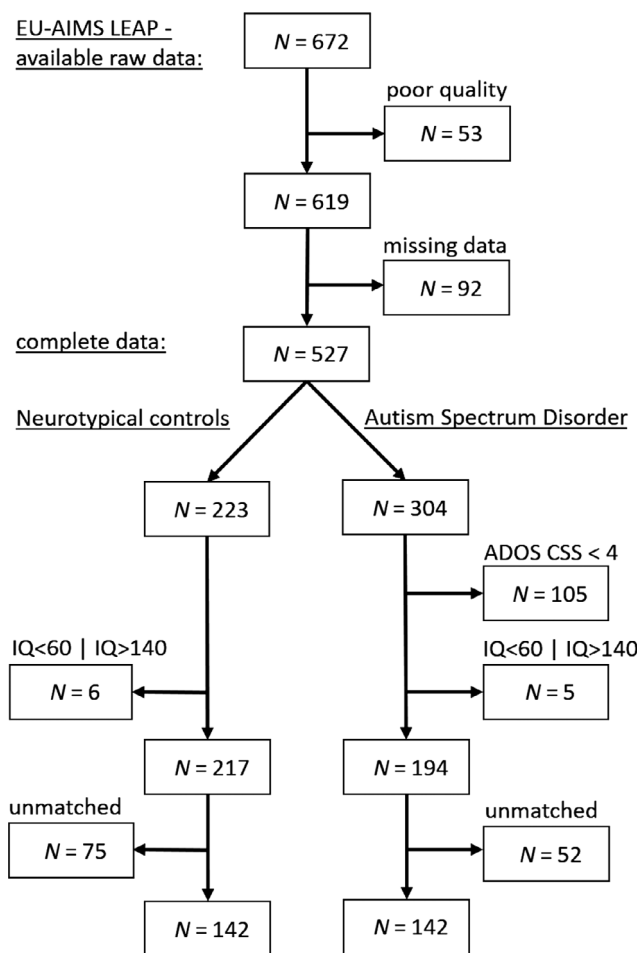 EU-AIMS LEAP -
available raw data:
N = 672
poor quality
N = 53
N = 619
missing data
N = 92
complete data:
N = 527
Neurotypical controls
Autism Spectrum Disorder
N = 223
N = 304
ADOS CSS < 4
N = 105
IQ<60 | IQ>140
IQ<60 | IQ>140
N = 6
N = 5
N = 217
N = 194
unmatched
unmatched
N = 75
N = 52
N = 142
N = 142